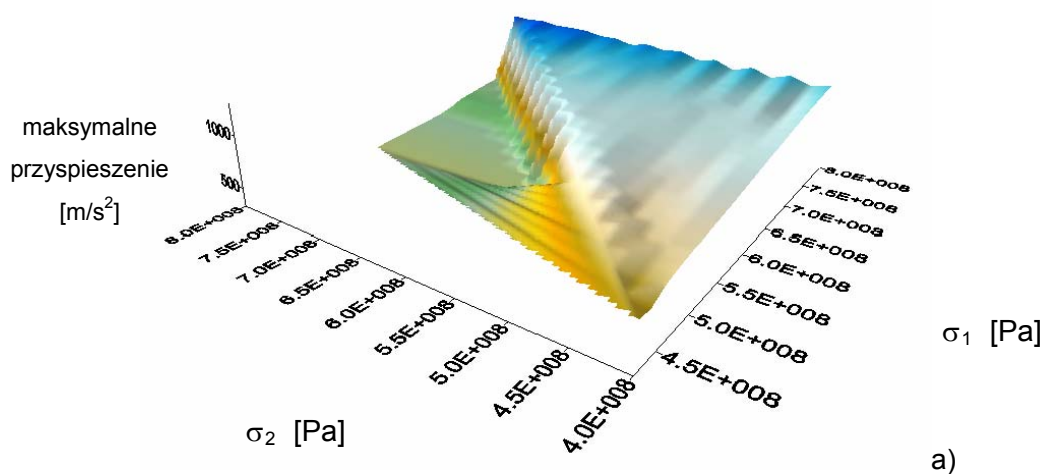 maksymalne
przyspieszenie
[m/s²]
1000
500
8.0E+008
7.5E+008
7.0E+008
6.5E+008
6.0E+008
5.5E+008
5.0E+008
4.5E+008
4.0E+008
σ₂ [Pa]
8.0E+008
7.5E+008
7.0E+008
6.5E+008
6.0E+008
5.5E+008
5.0E+008
4.5E+008
σ₁ [Pa]
a)